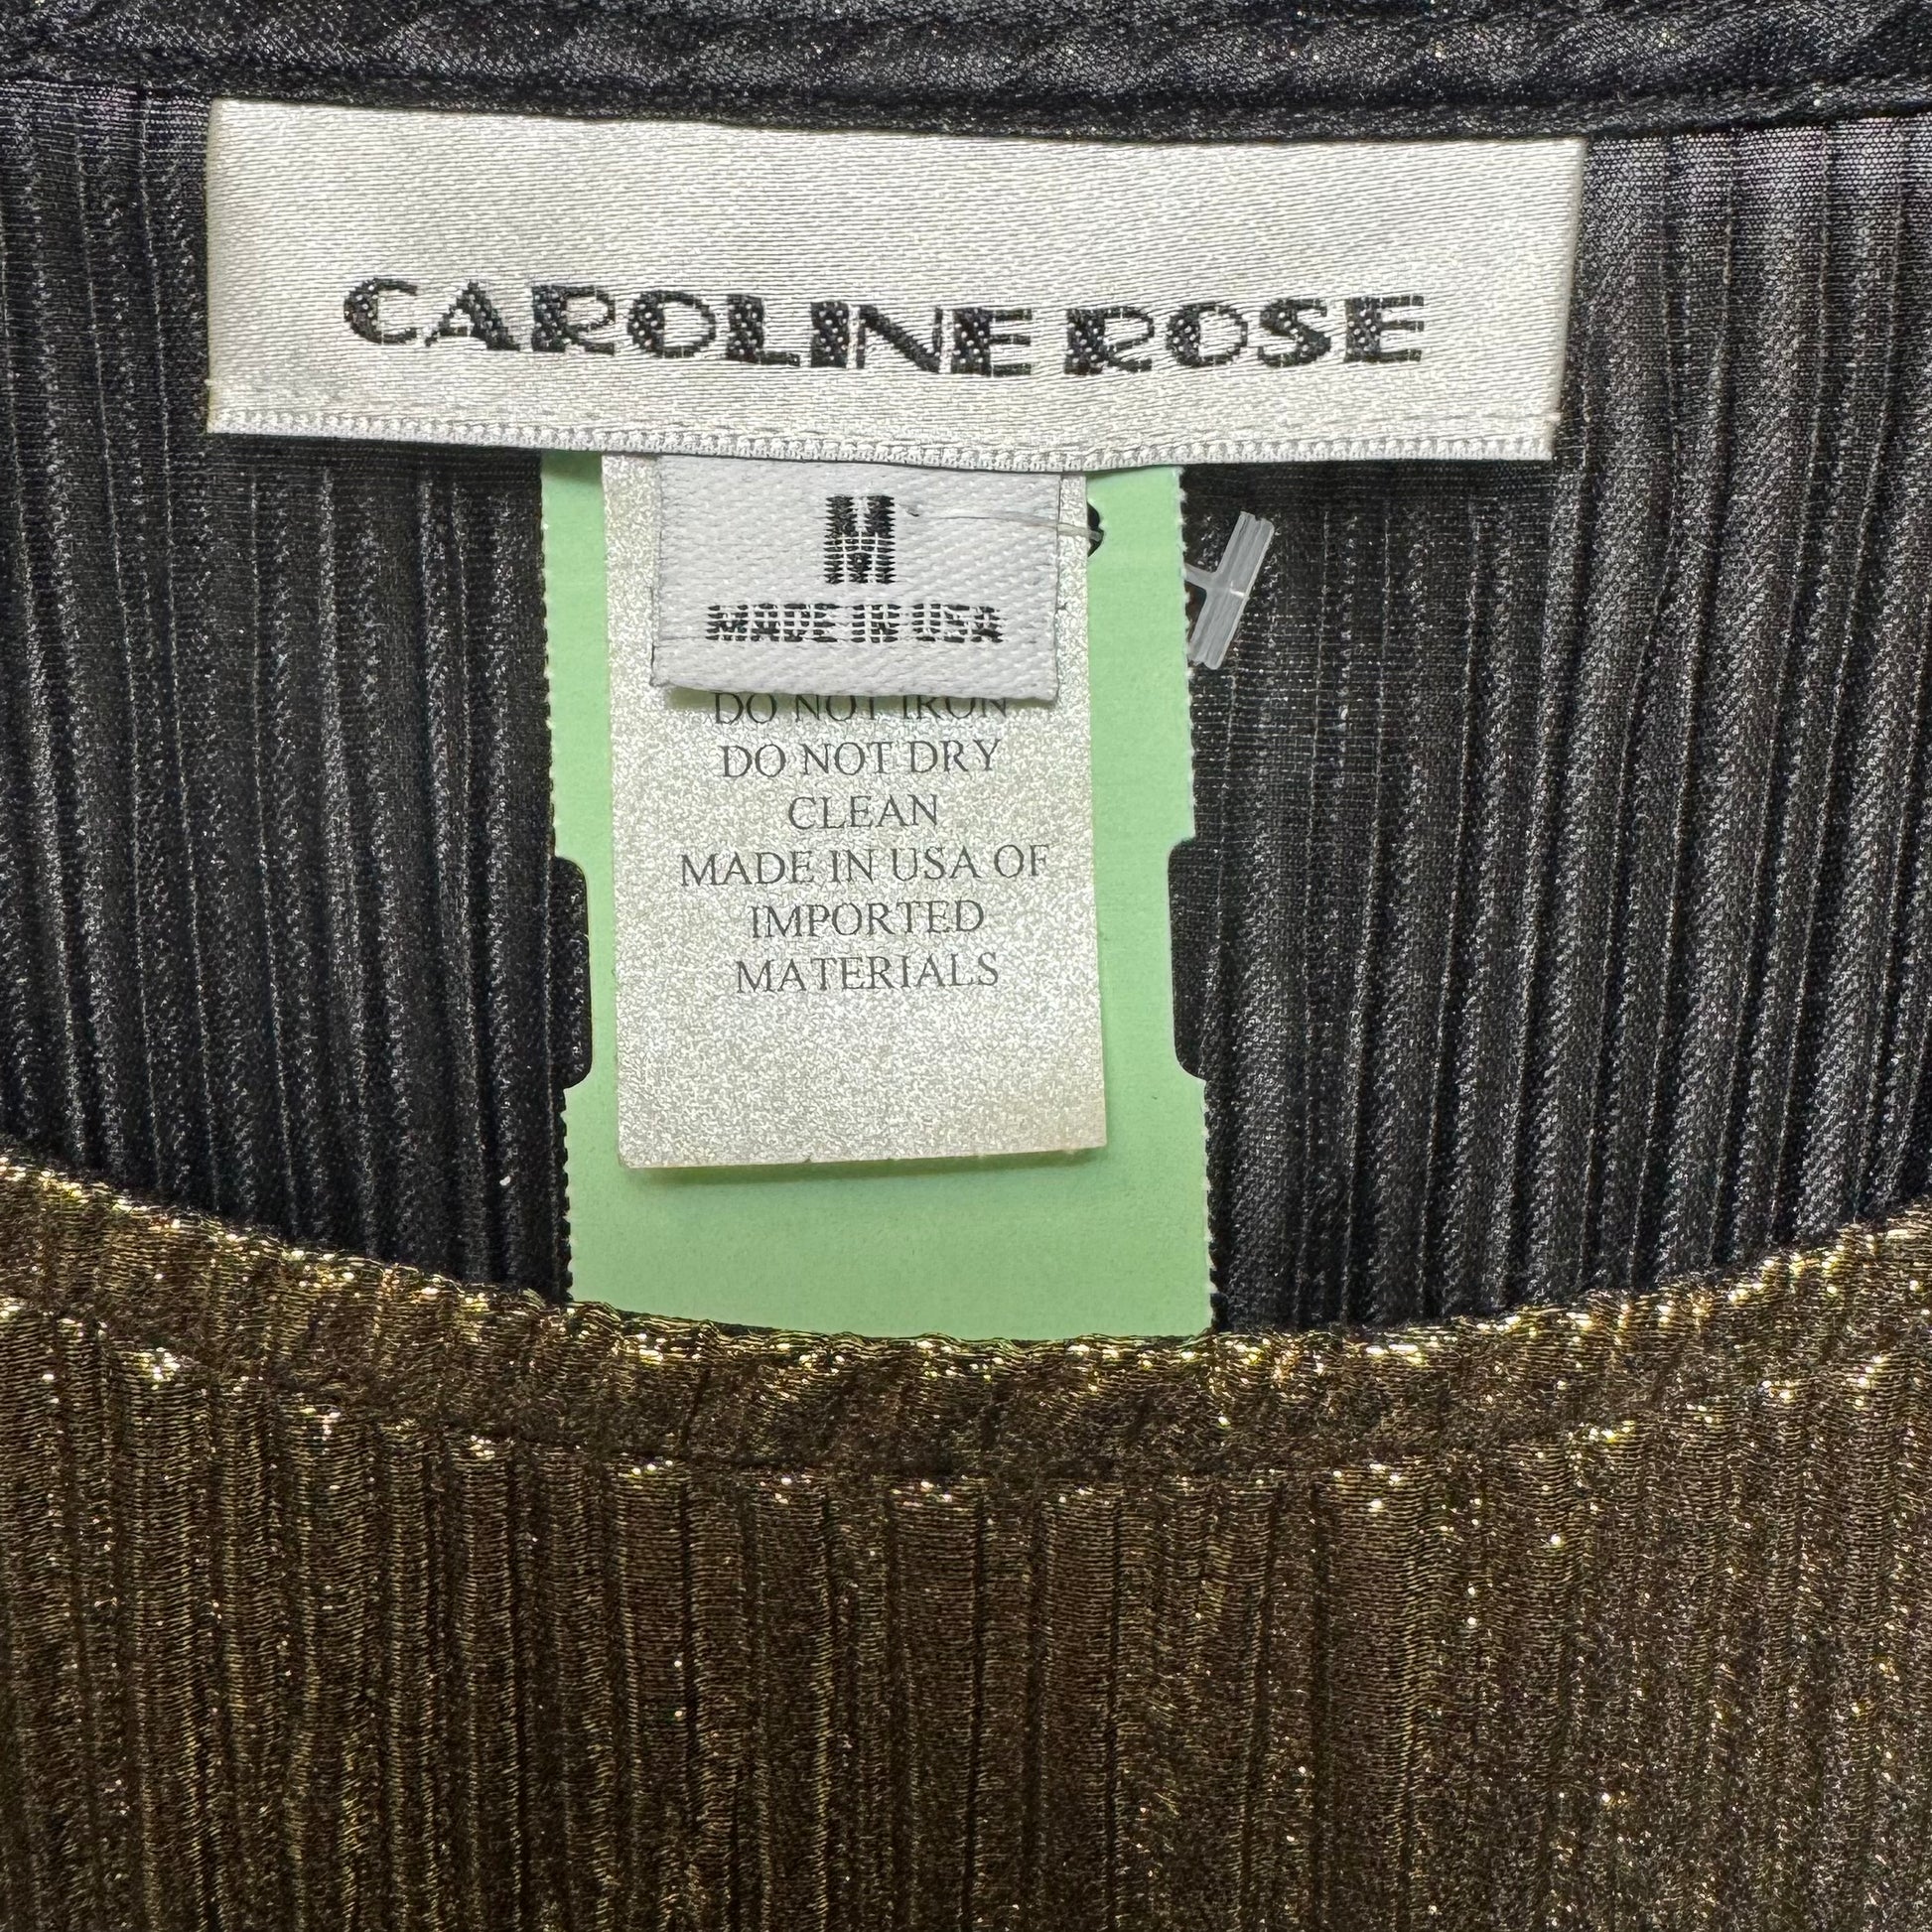 CAROLINE ROSE
M
MADE IN USA
DO NOT IRON
DO NOT DRY
CLEAN
MADE IN USA OF
IMPORTED
MATERIALS